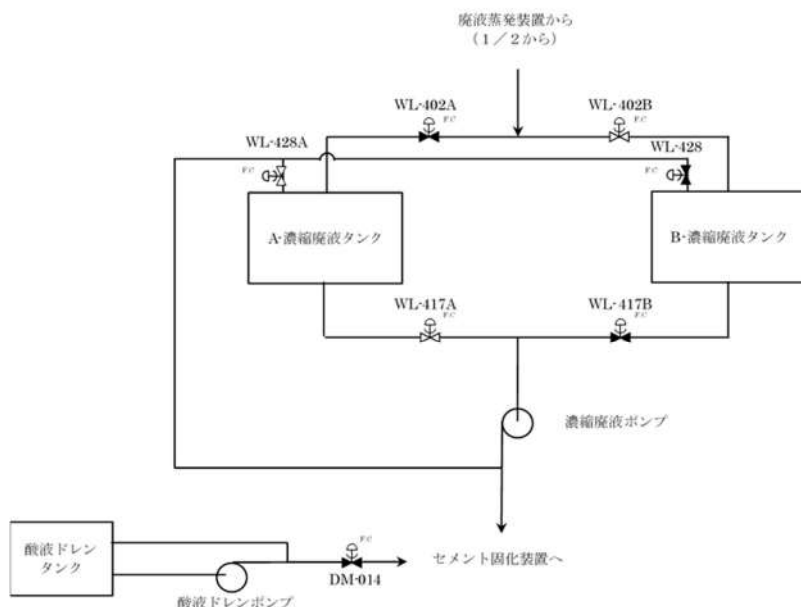 廃液蒸発装置から
(1／2から)
WL-402A
F.C
WL-402B
F.C
WL-428A
F.C
WL-428
F.C
A-濃縮廃液タンク
B-濃縮廃液タンク
WL-417A
F.C
WL-417B
F.C
濃縮廃液ポンプ
酸液ドレン
タンク
F.C
DM-014
セメント固化装置へ
酸液ドレンポンプ